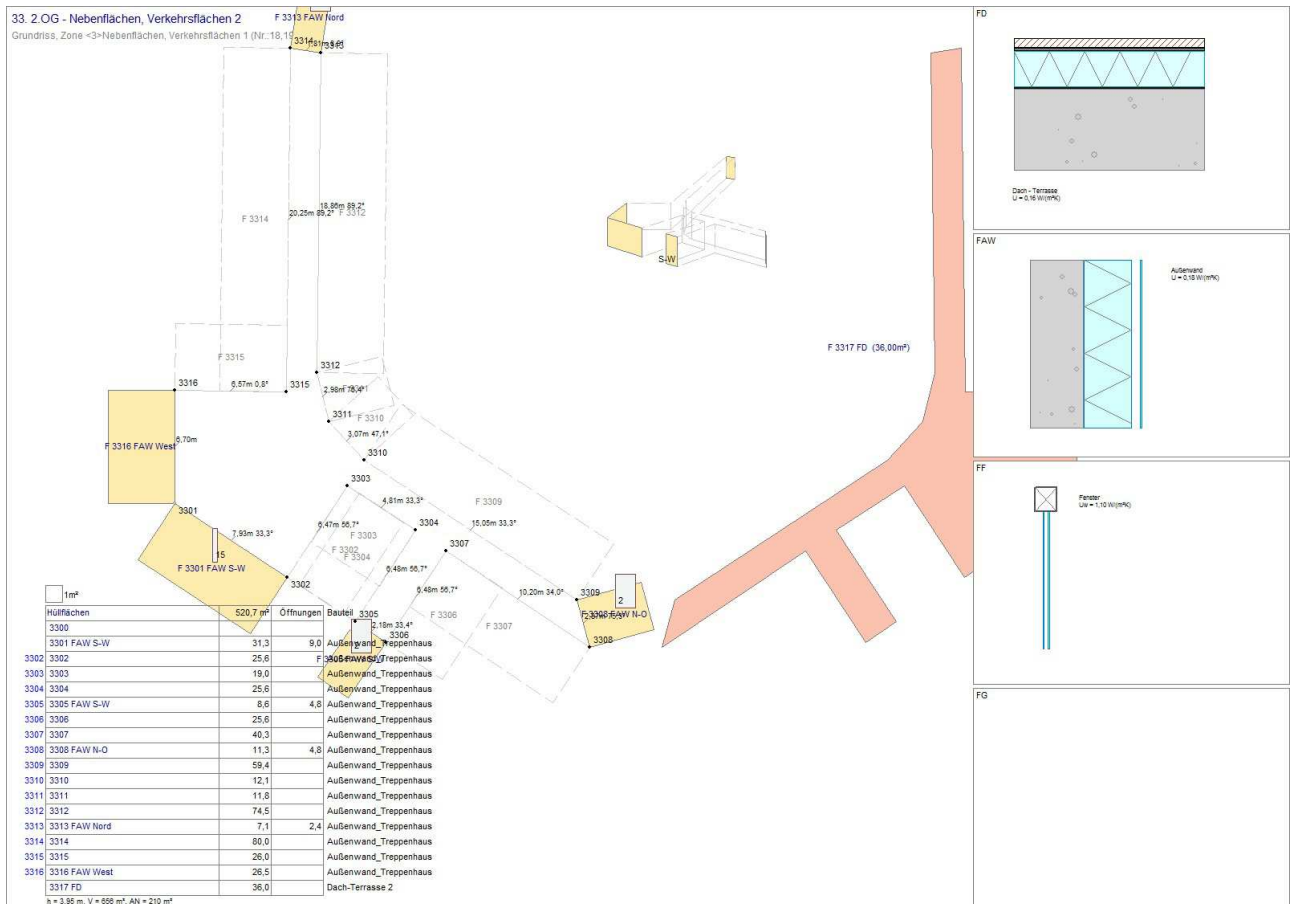 33. 2.OG - Nebenflächen, Verkehrsflächen 2
Grundriss, Zone <3>Nebenflächen, Verkehrsflächen 1 (Nr.:18,19
F 3313 FAW Nord
3314
3313
F 3314
20,25m 89,2°
18,86m 89,2°
F 3312
F 3315
3316
6,57m 0,8°
3315
3312
2,98m 76,4°
3311
F 3310
3,07m 47,1°
3310
F 3316 FAW West
6,70m
3301
7,93m 33,3°
15
F 3301 FAW S-W
3302
3303
4,81m 33,3°
6,47m 56,7°
F 3303
F 3302
F 3304
3304
6,48m 56,7°
3307
6,48m 56,7°
F 3309
15,05m 33,3°
10,20m 34,0°
F 3306
F 3307
3309
2
F 3308 FAW N-O
3308
3305
2,18m 33,4°
3306
2
S-W
F 3317 FD (36,00m²)
1m²
Hüllflächen 520,7 m² Öffnungen Bauteil
3300
3301 FAW S-W 31,3 9,0 Außenwand_Treppenhaus
3302 3302 25,6 Außenwand_Treppenhaus
3303 3303 19,0 Außenwand_Treppenhaus
3304 3304 25,6 Außenwand_Treppenhaus
3305 3305 FAW S-W 8,6 4,8 Außenwand_Treppenhaus
3306 3306 25,6 Außenwand_Treppenhaus
3307 3307 40,3 Außenwand_Treppenhaus
3308 3308 FAW N-O 11,3 4,8 Außenwand_Treppenhaus
3309 3309 59,4 Außenwand_Treppenhaus
3310 3310 12,1 Außenwand_Treppenhaus
3311 3311 11,8 Außenwand_Treppenhaus
3312 3312 74,5 Außenwand_Treppenhaus
3313 3313 FAW Nord 7,1 2,4 Außenwand_Treppenhaus
3314 3314 80,0 Außenwand_Treppenhaus
3315 3315 26,0 Außenwand_Treppenhaus
3316 3316 FAW West 26,5 Außenwand_Treppenhaus
3317 FD 36,0 Dach-Terrasse 2
h = 3,95 m, V = 656 m³, AN = 210 m²
FD
Dach - Terrasse
U = 0,16 W/(m²K)
FAW
Außenwand
U = 0,18 W/(m²K)
FF
Fenster
Uw = 1,10 W/(m²K)
FG